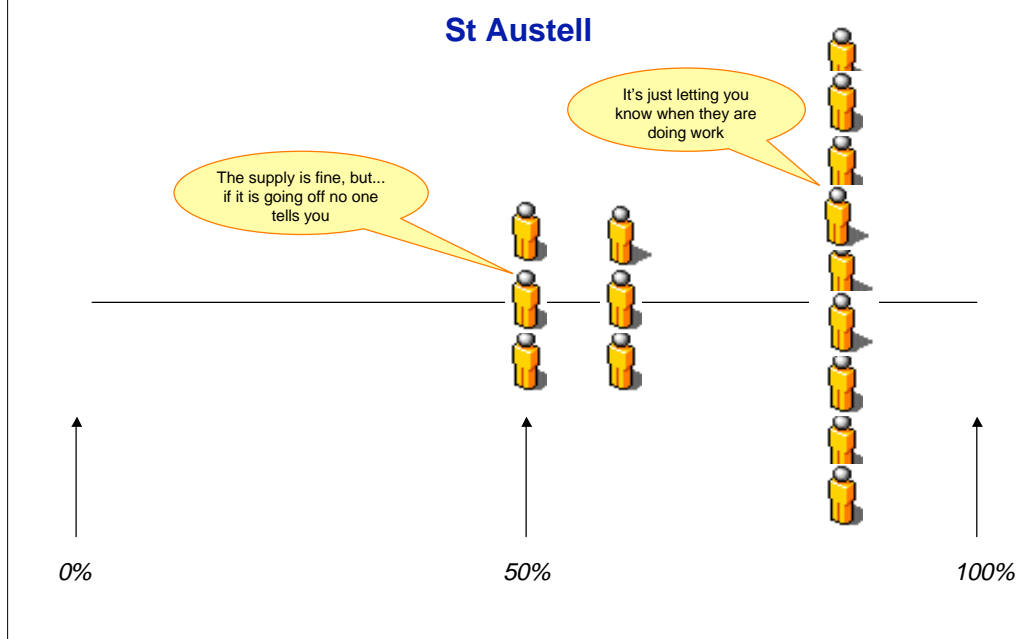 St Austell
It's just letting you
know when they are
doing work
The supply is fine, but...
if it is going off no one
tells you
0%
50%
100%